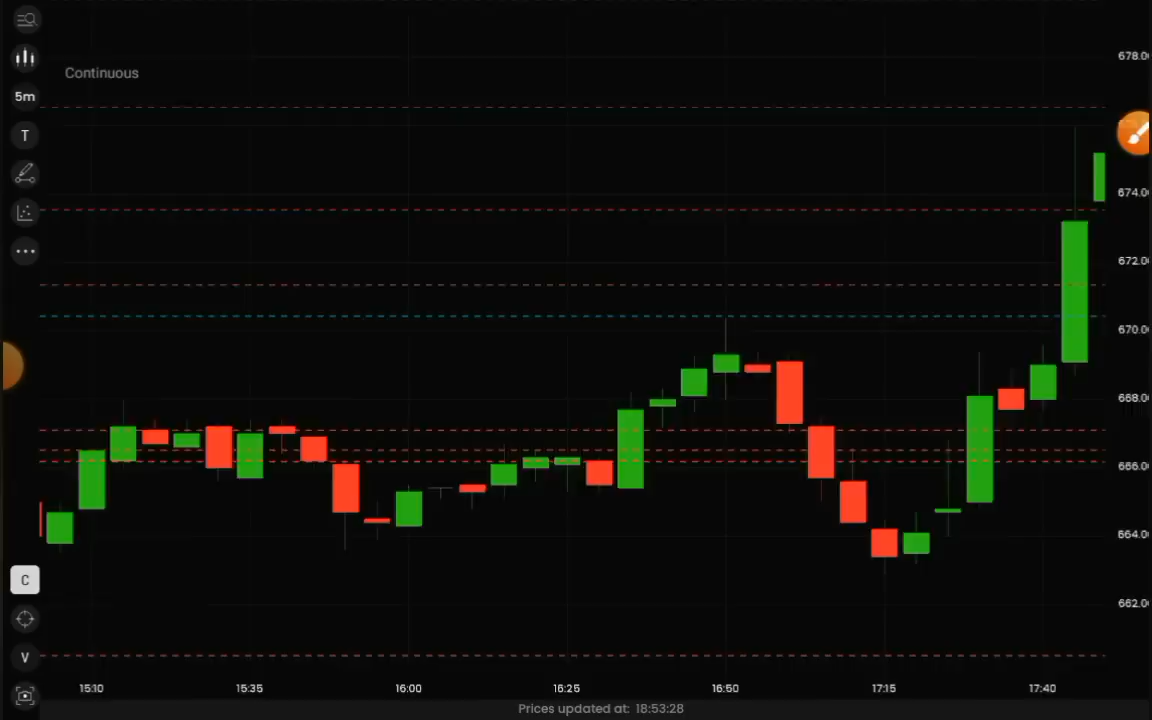 678.0
Continuous
5m
T
674.0
672.0
670.0
668.0
666.0
664.0
C
662.0
V
15:10
15:35
16:00
16:25
16:50
17:15
17:40
Prices updated at: 18:53:28